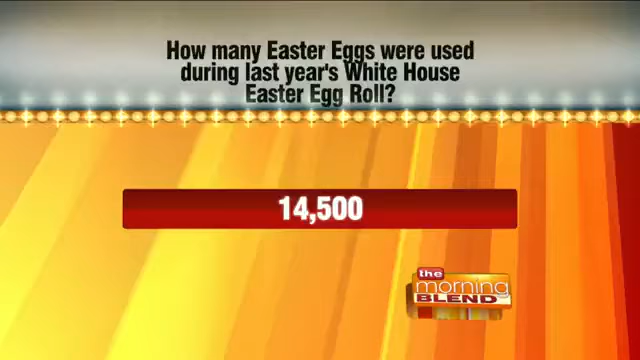 How many Easter Eggs were used
during last year's White House
Easter Egg Roll?
14,500
the
morning
BLEND